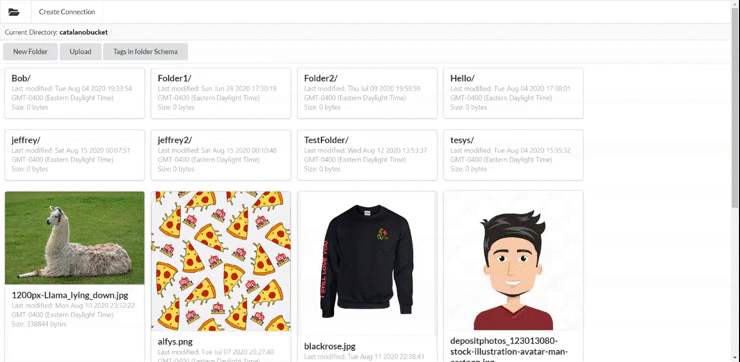 Create Connection
Current Directory: catalanobucket
New Folder
Upload
Tags in folder Schema
Bob/
Last modified: Tue Aug 04 2020 19:33:54
GMT-0400 (Eastern Daylight Time)
Size: 0 bytes
Folder1/
Last modified: Sun Jun 28 2020 17:30:19
GMT-0400 (Eastern Daylight Time)
Size: 0 bytes
Folder2/
Last modified: Thu Jul 09 2020 19:58:59
GMT-0400 (Eastern Daylight Time)
Size: 0 bytes
Hello/
Last modified: Tue Aug 04 2020 17:38:01
GMT-0400 (Eastern Daylight Time)
Size: 0 bytes
jeffrey/
Last modified: Sat Aug 15 2020 00:07:51
GMT-0400 (Eastern Daylight Time)
Size: 0 bytes
jeffrey2/
Last modified: Sat Aug 15 2020 00:10:48
GMT-0400 (Eastern Daylight Time)
Size: 0 bytes
TestFolder/
Last modified: Wed Aug 12 2020 13:53:37
GMT-0400 (Eastern Daylight Time)
Size: 0 bytes
tesys/
Last modified: Tue Aug 04 2020 15:35:32
GMT-0400 (Eastern Daylight Time)
Size: 0 bytes
1200px-Llama_lying_down.jpg
Last modified: Mon Aug 10 2020 23:32:22
GMT-0400 (Eastern Daylight Time)
Size: 338844 bytes
alfys.png
Last modified: Tue Jul 07 2020 20:27:40
GMT-0400 (Eastern Daylight Time)
blackrose.jpg
Last modified: Tue Aug 11 2020 22:38:41
depositphotos_123013080-
stock-illustration-avatar-man-
cartoon.jpg